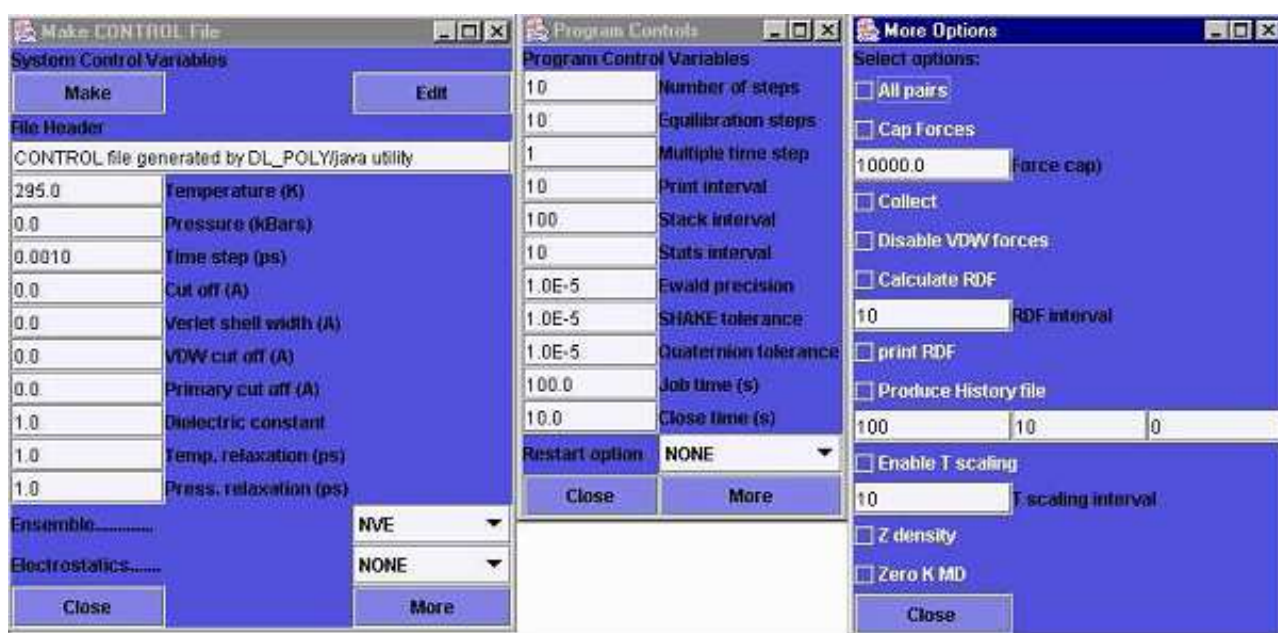 Make CONTROL File
System Control Variables
Make Edit
File Header
CONTROL file generated by DL_POLY/java utility
295.0 Temperature (K)
0.0 Pressure (kBars)
0.0010 Time step (ps)
0.0 Cut off (A)
0.0 Verlet shell width (A)
0.0 VDW cut off (A)
0.0 Primary cut off (A)
1.0 Dielectric constant
1.0 Temp. relaxation (ps)
1.0 Press. relaxation (ps)
Ensemble............. NVE
Electrostatics....... NONE
Close More
Program Controls
Program Control Variables
10 Number of steps
10 Equilibration steps
1 Multiple time step
10 Print interval
100 Stack interval
10 Stats interval
1.0E-5 Ewald precision
1.0E-5 SHAKE tolerance
1.0E-5 Quaternion tolerance
100.0 Job time (s)
10.0 Close time (s)
Restart option NONE
Close More
More Options
Select options:
All pairs
Cap Forces
10000.0 Force cap)
Collect
Disable VDW forces
Calculate RDF
10 RDF interval
print RDF
Produce History file
100 10 0
Enable T scaling
10 T scaling interval
Z density
Zero K MD
Close